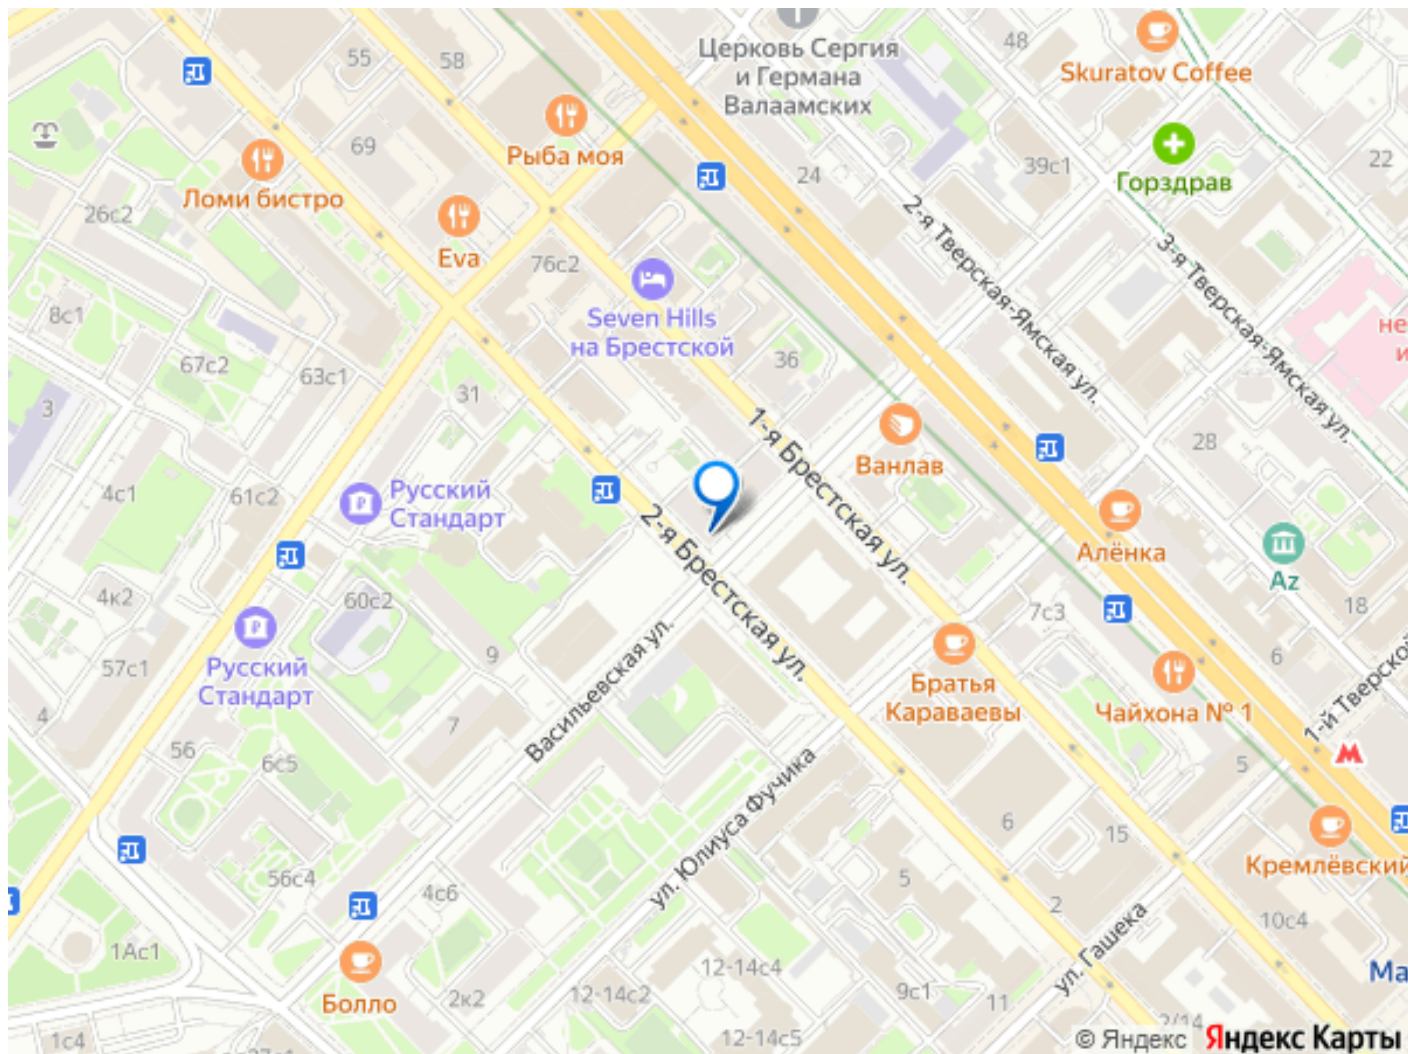 55
58
Церковь Сергия
и Германа
Валаамских
48
Skuratov Coffee
69
Рыба моя
24
39с1
Горздрав
22
Ломи бистро
26с2
Eva
76с2
2-я Тверская-Ямская ул.
3-я Тверская-Ямская ул.
8с1
Seven Hills
на Брестской
36
не
и
67с2
63с1
31
3
1-я Брестская ул.
Ванлав
28
4с1
61с2
Русский
Стандарт
2-я Брестская ул.
Алёнка
Az
4к2
60с2
7с3
18
57с1
Русский
Стандарт
9
Васильевская ул.
Братья
Караваевы
6
Чайхона № 1
1-й Тверской
4
56
7
6с5
5
ул. Юлиуса Фучика
6
15
Кремлёвский
56с4
4с6
5
2
10с4
ул. Гашека
1Ас1
12-14с4
Ма
Болло
2к2
12-14с2
9с1
11
2/14
1с4
12-14с5
© Яндекс Яндекс Карты